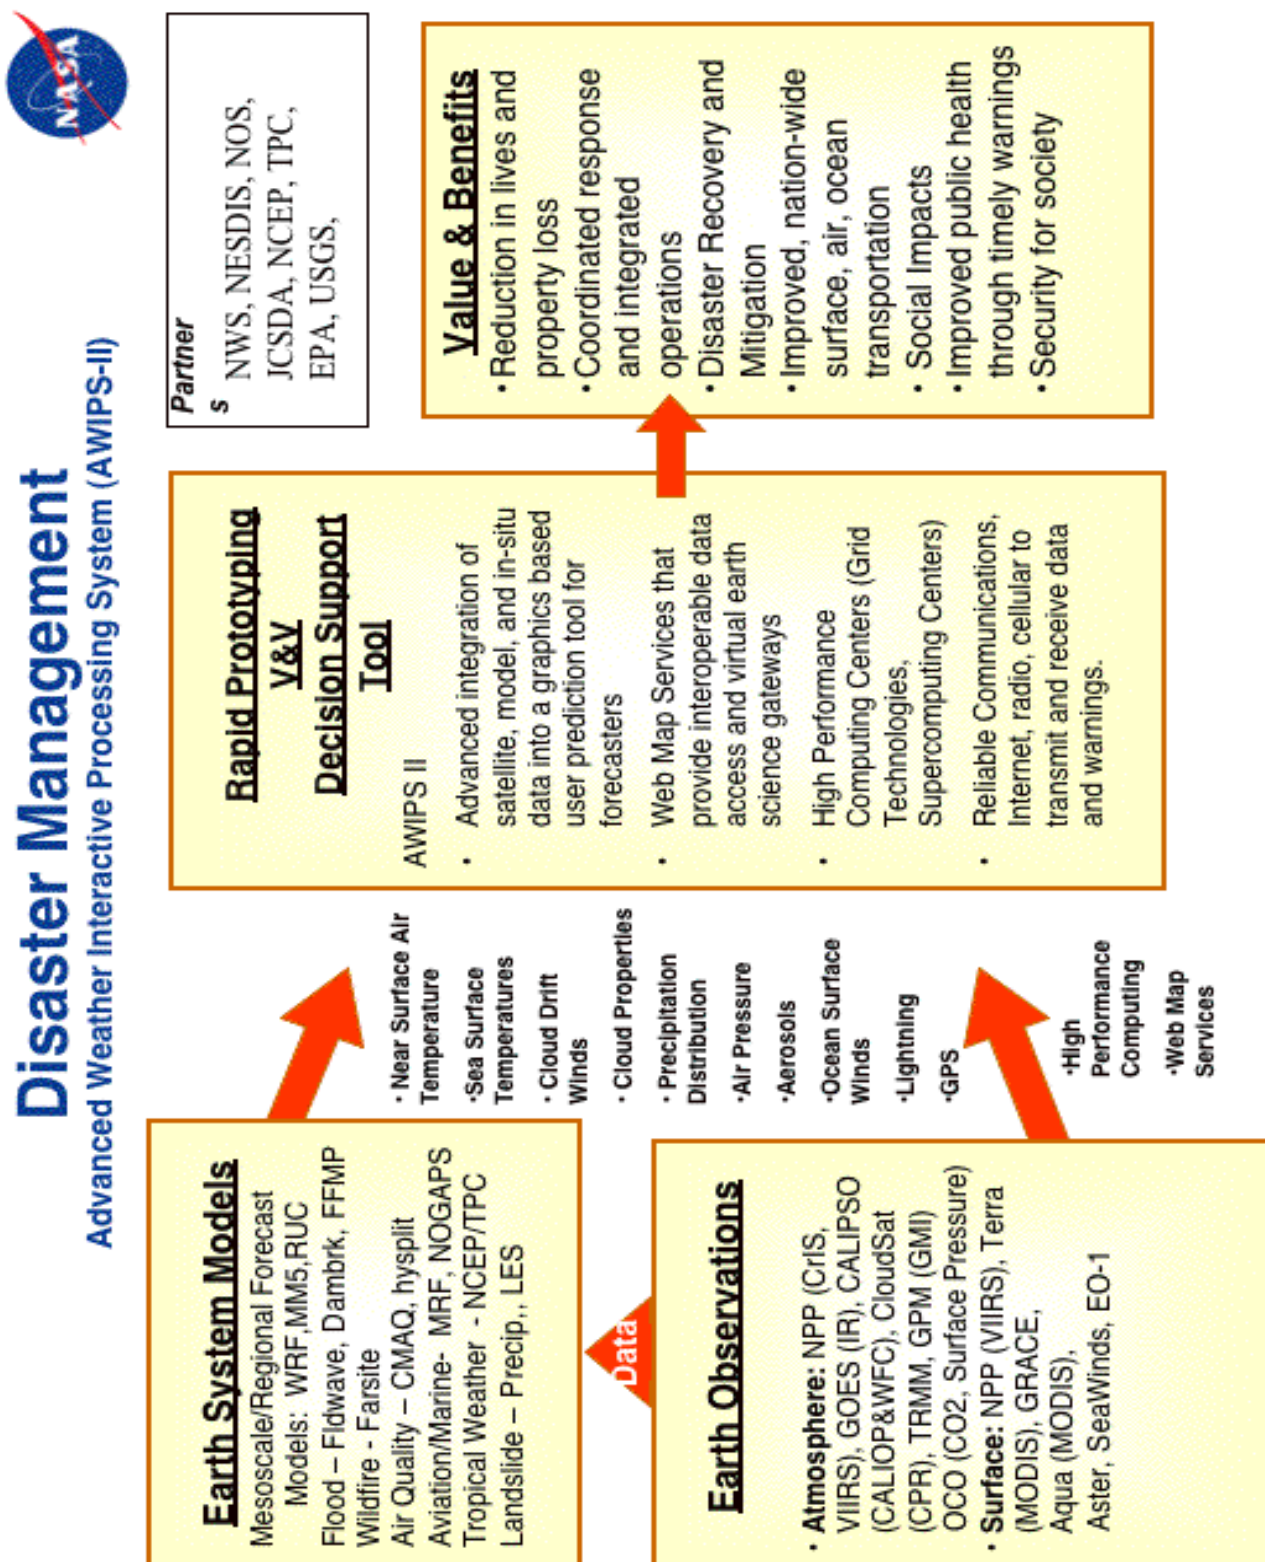 Disaster Management
Advanced Weather Interactive Processing System (AWIPS-II)
NASA
Partner
s
NWS, NESDIS, NOS,
JCSDA, NCEP, TPC,
EPA, USGS,
Earth System Models
Mesoscale/Regional Forecast
Models: WRF,MM5,RUC
Flood – Fldwave, Dambrk, FFMP
Wildfire - Farsite
Air Quality – CMAQ, hysplit
Aviation/Marine- MRF, NOGAPS
Tropical Weather - NCEP/TPC
Landslide – Precip,, LES
Data
Earth Observations
• Atmosphere: NPP (CrIS,
VIIRS), GOES (IR), CALIPSO
(CALIOP&WFC), CloudSat
(CPR), TRMM, GPM (GMI)
OCO (CO2, Surface Pressure)
• Surface: NPP (VIIRS), Terra
(MODIS), GRACE,
Aqua (MODIS),
Aster, SeaWinds, EO-1
• Near Surface Air
Temperature
•Sea Surface
Temperatures
• Cloud Drift
Winds
• Cloud Properties
• Precipitation
Distribution
•Air Pressure
•Aerosols
•Ocean Surface
Winds
•Lightning
•GPS
•High
Performance
Computing
•Web Map
Services
Rapid Prototyping
V&V
Decision Support
Tool
AWIPS II
• Advanced integration of
satellite, model, and in-situ
data into a graphics based
user prediction tool for
forecasters
• Web Map Services that
provide interoperable data
access and virtual earth
science gateways
• High Performance
Computing Centers (Grid
Technologies,
Supercomputing Centers)
• Reliable Communications,
Internet, radio, cellular to
transmit and receive data
and warnings.
Value & Benefits
• Reduction in lives and
property loss
• Coordinated response
and integrated
operations
• Disaster Recovery and
Mitigation
• Improved, nation-wide
surface, air, ocean
transportation
• Social Impacts
• Improved public health
through timely warnings
• Security for society